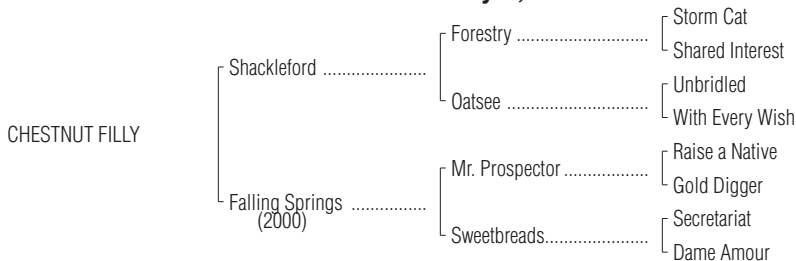 Storm Cat
Forestry ..........................
Shared Interest
Shackleford .....................
Unbridled
Oatsee ............................
With Every Wish
CHESTNUT FILLY
Raise a Native
Mr. Prospector ................
Gold Digger
Falling Springs ................
(2000)
Secretariat
Sweetbreads....................
Dame Amour